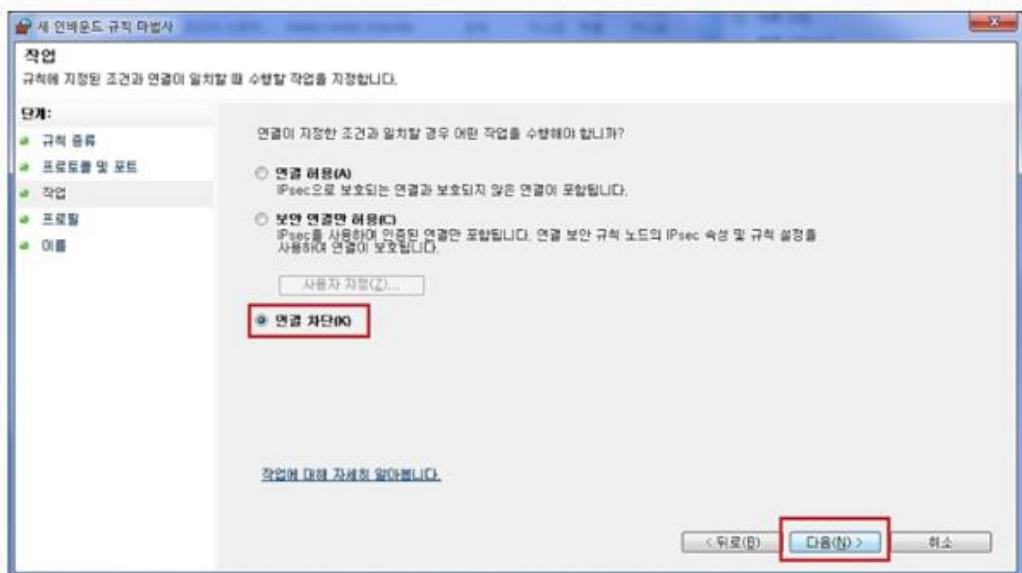 새 인바운드 규칙 마법사
작업
규칙에 지정된 조건과 연결이 일치할 때 수행할 작업을 지정합니다.
단계:
규칙 종류
프로토콜 및 포트
작업
프로필
이름
연결이 지정한 조건과 일치할 경우 어떤 작업을 수행해야 합니까?
연결 허용(A)
IPsec으로 보호되는 연결과 보호되지 않은 연결이 포함됩니다.
보안 연결만 허용(C)
IPsec를 사용하여 인증된 연결만 포함됩니다. 연결 보안 규칙 노드의 IPsec 속성 및 규칙 설정을
사용하여 연결이 보호됩니다.
사용자 지정(Z)...
연결 차단(K)
작업에 대해 자세히 알아봅니다.
< 뒤로(B) 다음(N) > 취소